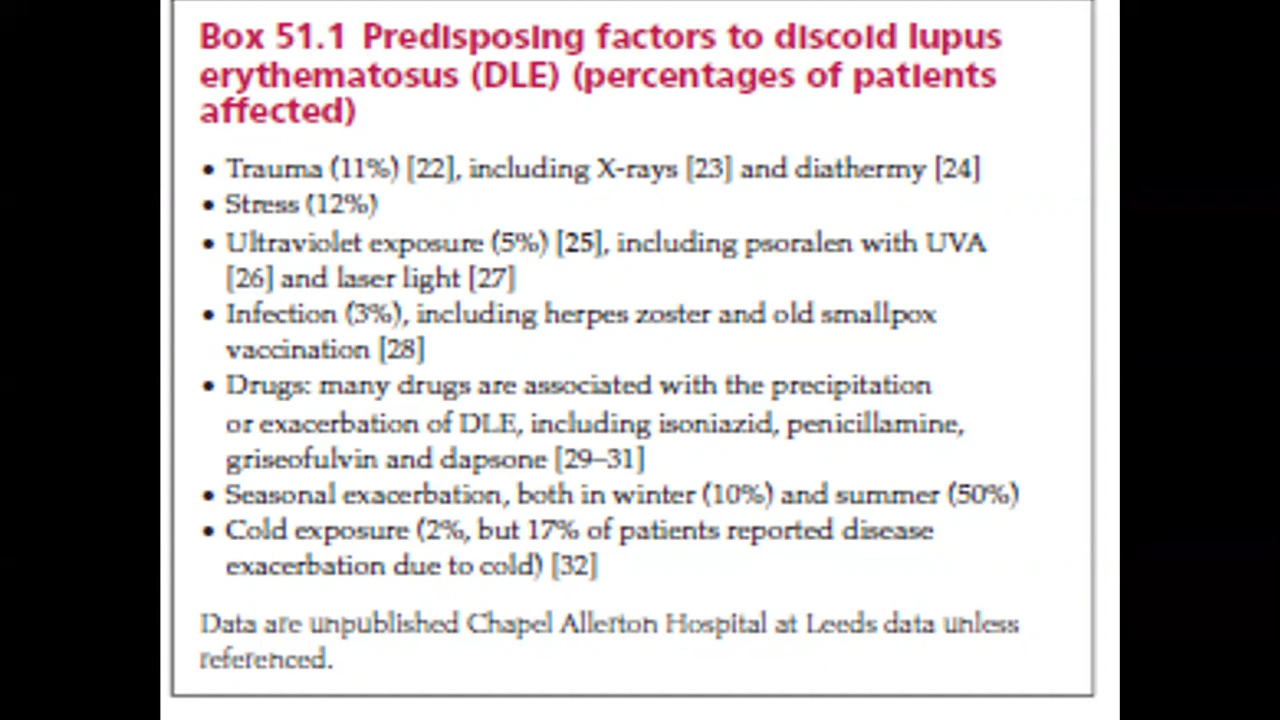 Box 51.1 Predisposing factors to discoid lupus
erythematosus (DLE) (percentages of patients
affected)
• Trauma (11%) [22], including X-rays [23] and diathermy [24]
• Stress (12%)
• Ultraviolet exposure (5%) [25], including psoralen with UVA
[26] and laser light [27]
• Infection (3%), including herpes zoster and old smallpox
vaccination [28]
• Drugs: many drugs are associated with the precipitation
or exacerbation of DLE, including isoniazid, penicillamine,
griseofulvin and dapsone [29–31]
• Seasonal exacerbation, both in winter (10%) and summer (50%)
• Cold exposure (2%, but 17% of patients reported disease
exacerbation due to cold) [32]
Data are unpublished Chapel Allerton Hospital at Leeds data unless
referenced.